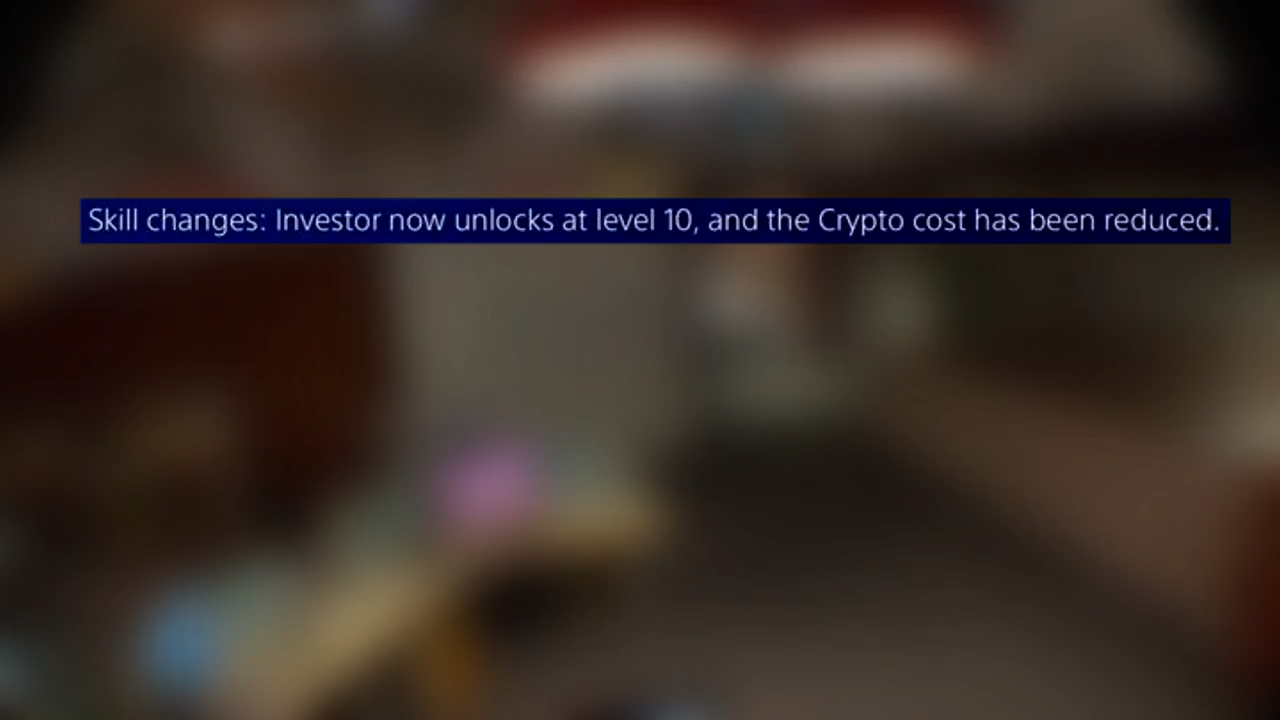 Skill changes: Investor now unlocks at level 10, and the Crypto cost has been reduced.